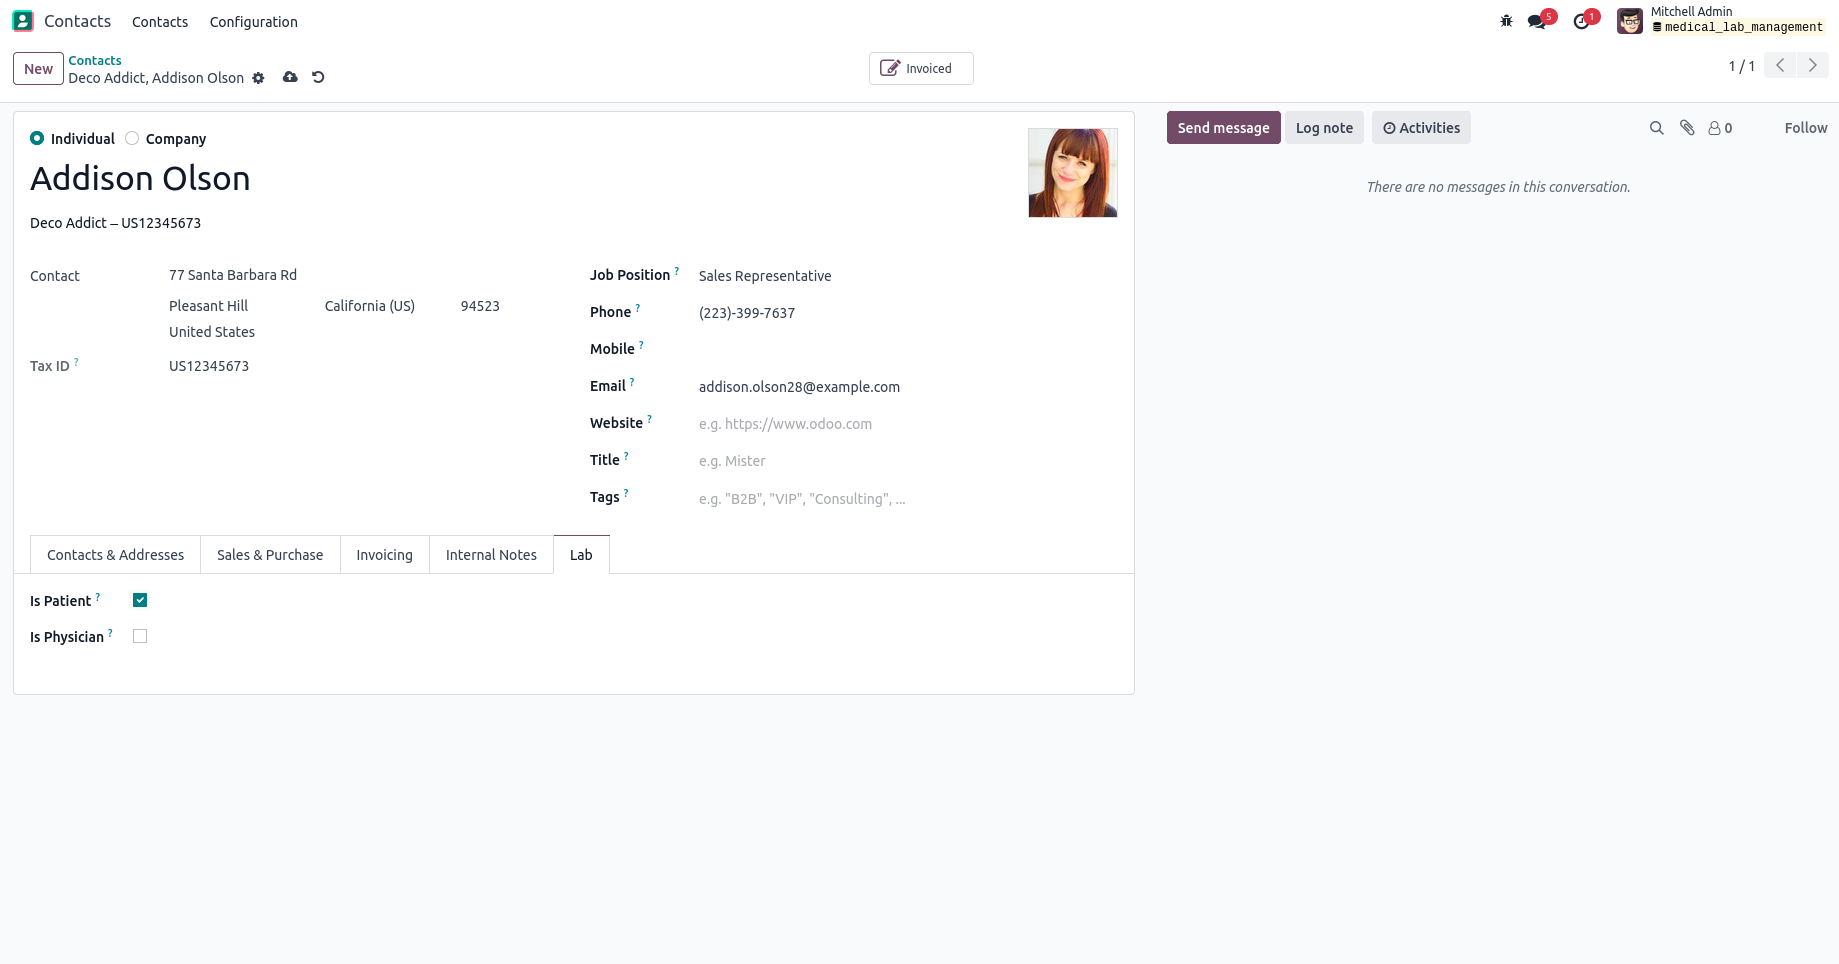 Contacts Contacts Configuration 5 1 Mitchell Admin
medical_lab_management
New Contacts
Deco Addict, Addison Olson
Invoiced
1 / 1
Individual Company
Addison Olson
Deco Addict – US12345673
Contact 77 Santa Barbara Rd
Pleasant Hill California (US) 94523
United States
Tax ID ? US12345673
Job Position ? Sales Representative
Phone ? (223)-399-7637
Mobile ?
Email ? addison.olson28@example.com
Website ? e.g. https://www.odoo.com
Title ? e.g. Mister
Tags ? e.g. "B2B", "VIP", "Consulting", ...
Contacts & Addresses Sales & Purchase Invoicing Internal Notes Lab
Is Patient ?
Is Physician ?
Send message Log note Activities 0 Follow
There are no messages in this conversation.